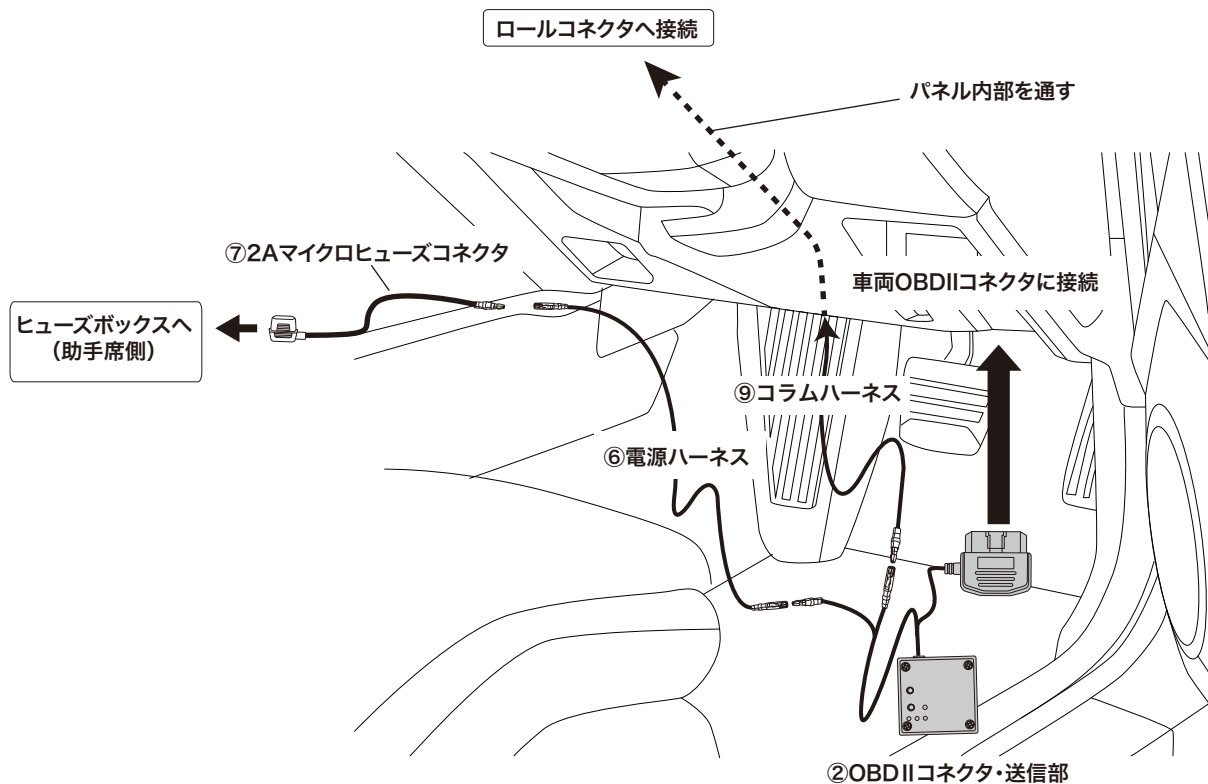 ロールコネクタへ接続
パネル内部を通す
⑦2Aマイクロヒューズコネクタ
車両OBDIIコネクタに接続
ヒューズボックスへ
(助手席側)
⑨コラムハーネス
⑥電源ハーネス
②OBDⅡコネクタ・送信部